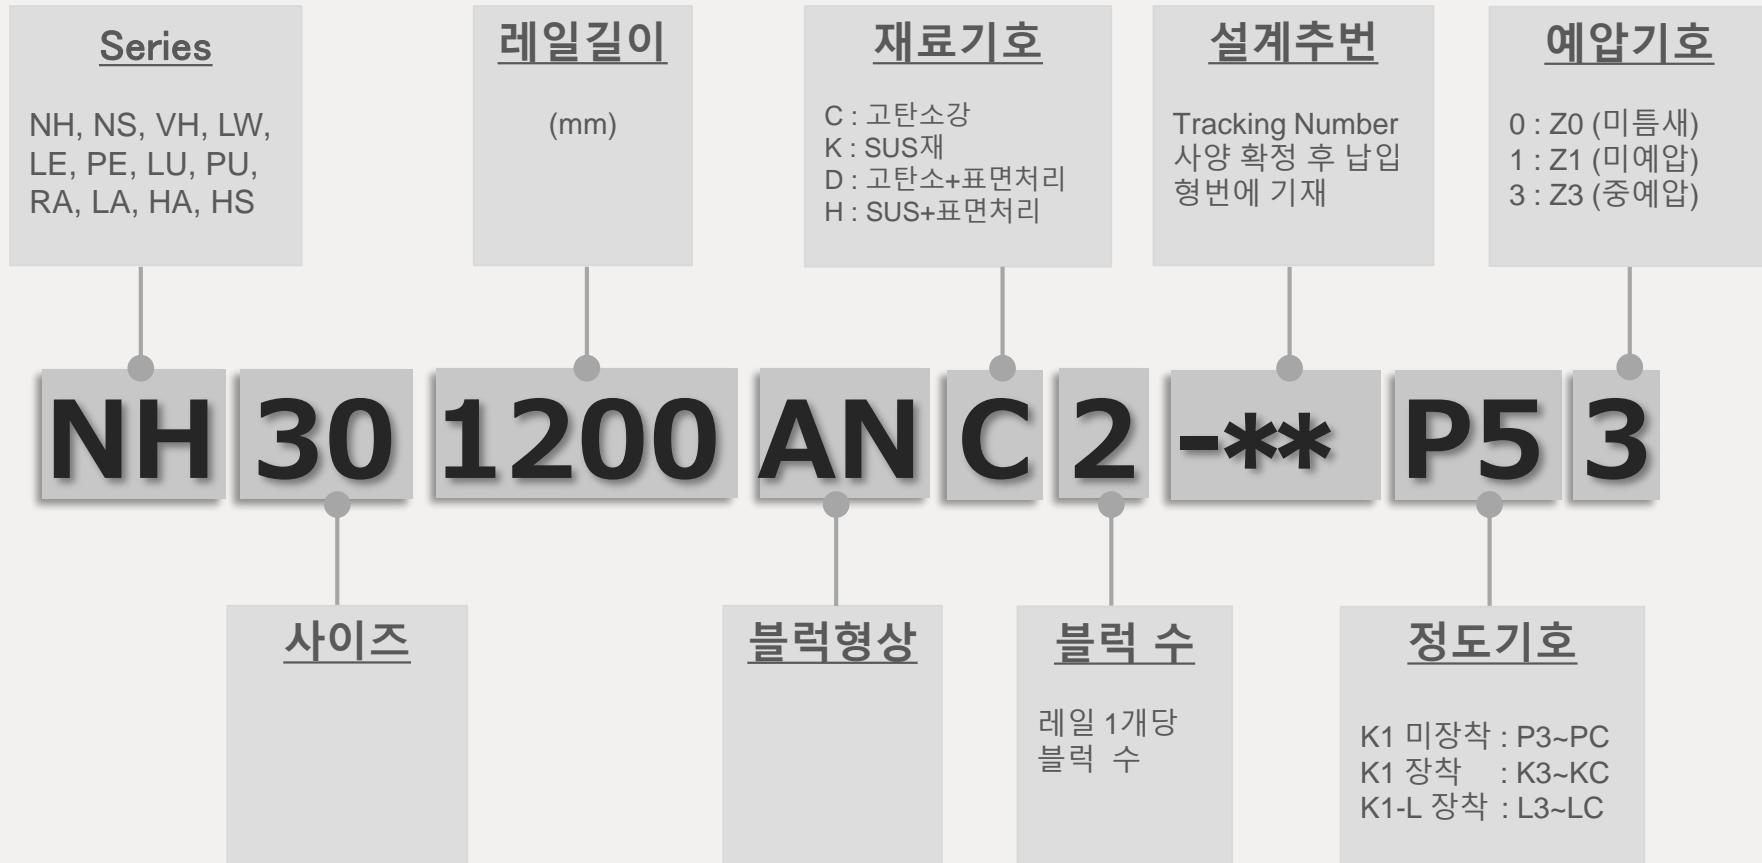 Series
NH, NS, VH, LW,
LE, PE, LU, PU,
RA, LA, HA, HS
레일길이
(mm)
재료기호
C : 고탄소강
K : SUS재
D : 고탄소+표면처리
H : SUS+표면처리
설계추번
Tracking Number
사양 확정 후 납입
형번에 기재
예압기호
0 : Z0 (미틈새)
1 : Z1 (미예압)
3 : Z3 (중예압)
NH 30 1200 AN C 2 -** P5 3
사이즈
블럭형상
블럭 수
레일 1개당
블럭 수
정도기호
K1 미장착 : P3~PC
K1 장착 : K3~KC
K1-L 장착 : L3~LC